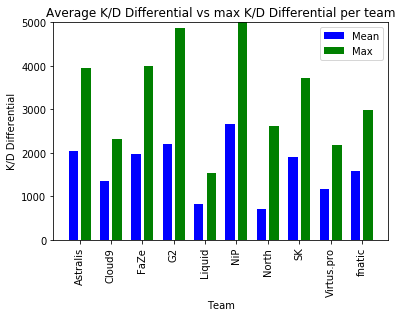 Average K/D Differential vs max K/D Differential per team
Mean
Max
K/D Differential
5000
4000
3000
2000
1000
0
Astralis
Cloud9
FaZe
G2
Liquid
NiP
North
SK
Virtus.pro
fnatic
Team